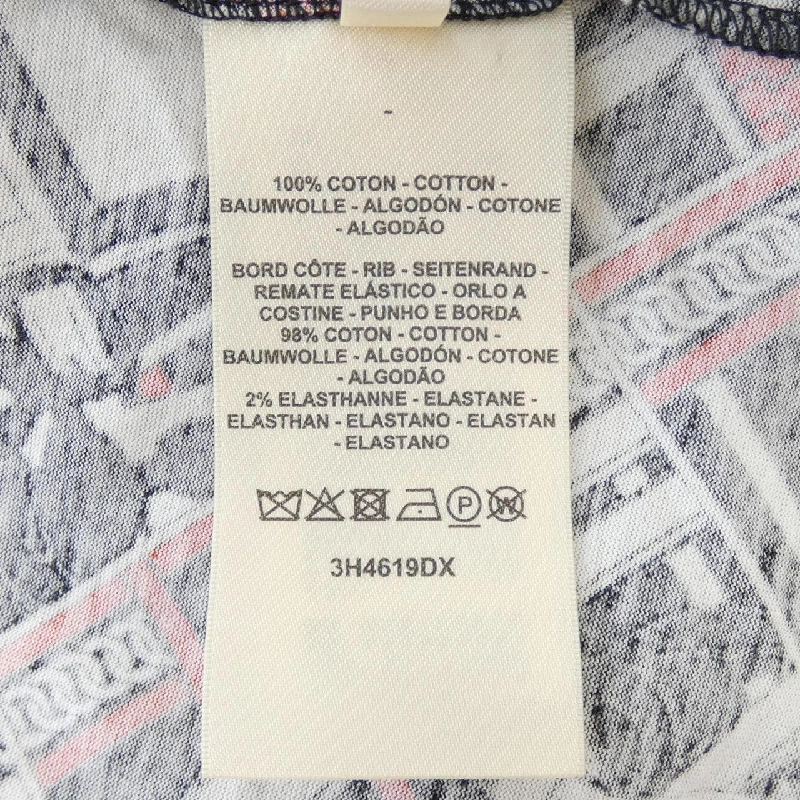 -
100% COTON - COTTON -
BAUMWOLLE - ALGODÓN - COTONE
- ALGODÃO
BORD CÔTE - RIB - SEITENRAND -
REMATE ELÁSTICO - ORLO A
COSTINE - PUNHO E BORDA
98% COTON - COTTON -
BAUMWOLLE - ALGODÓN - COTONE
- ALGODÃO
2% ELASTHANNE - ELASTANE -
ELASTHAN - ELASTANO - ELASTAN
- ELASTANO
P W
3H4619DX